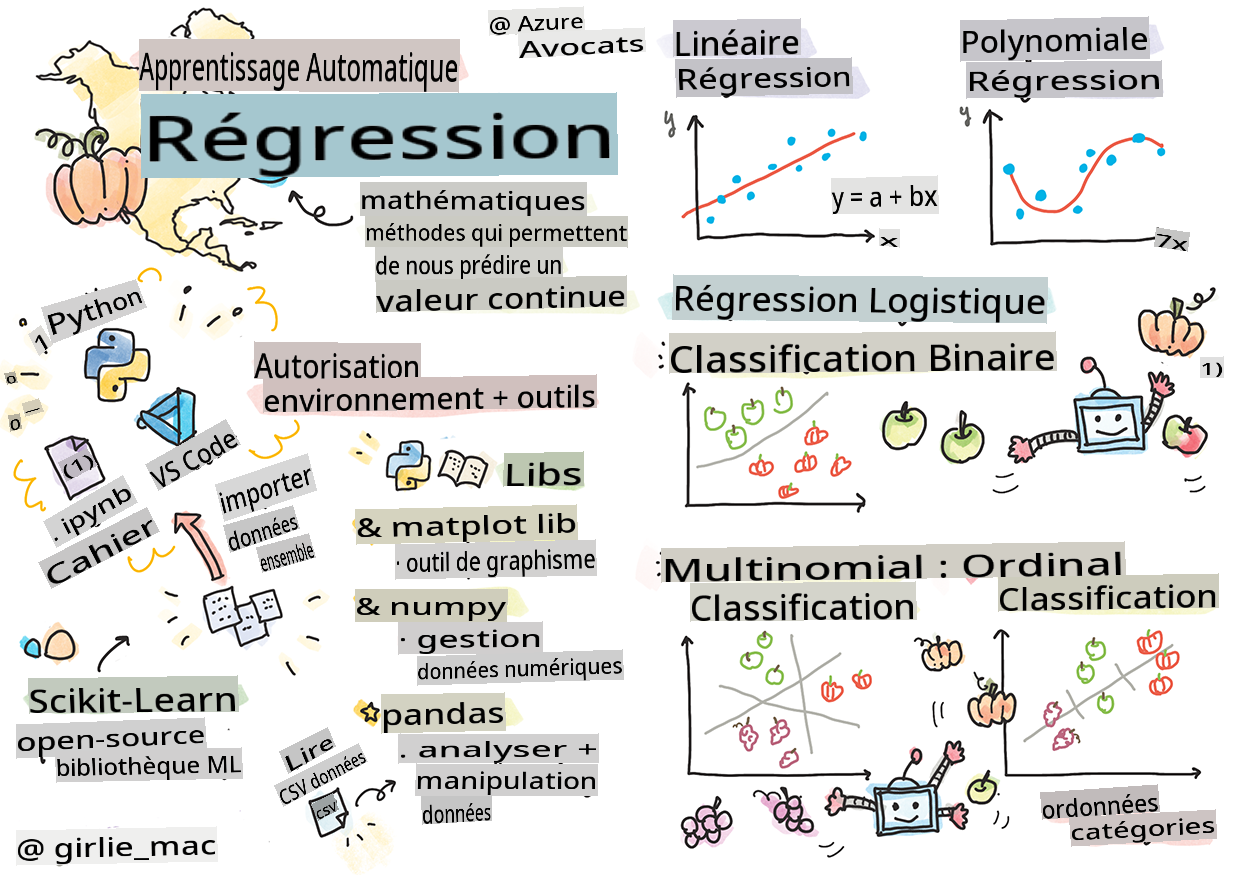 @ Azure
Avocats
Apprentissage Automatique
Régression
mathématiques
méthodes qui permettent
de nous prédire un
valeur continue
1 Python
VS Code
(1)
. ipynb
Cahier
Autorisation
environnement + outils
importer
données
ensemble
Libs
& matplot lib
· outil de graphisme
& numpy
· gestion
données numériques
pandas
. analyser +
manipulation
données
Scikit-Learn
open-source
bibliothèque ML
Lire
CSV données
CSV
@ girlie_mac
Linéaire
Régression
y
y = a + bx
x
Polynomiale
Régression
y
7x
Régression Logistique
: Classification Binaire
1)
: Multinomial : Ordinal
Classification
Classification
ordonnées
catégories